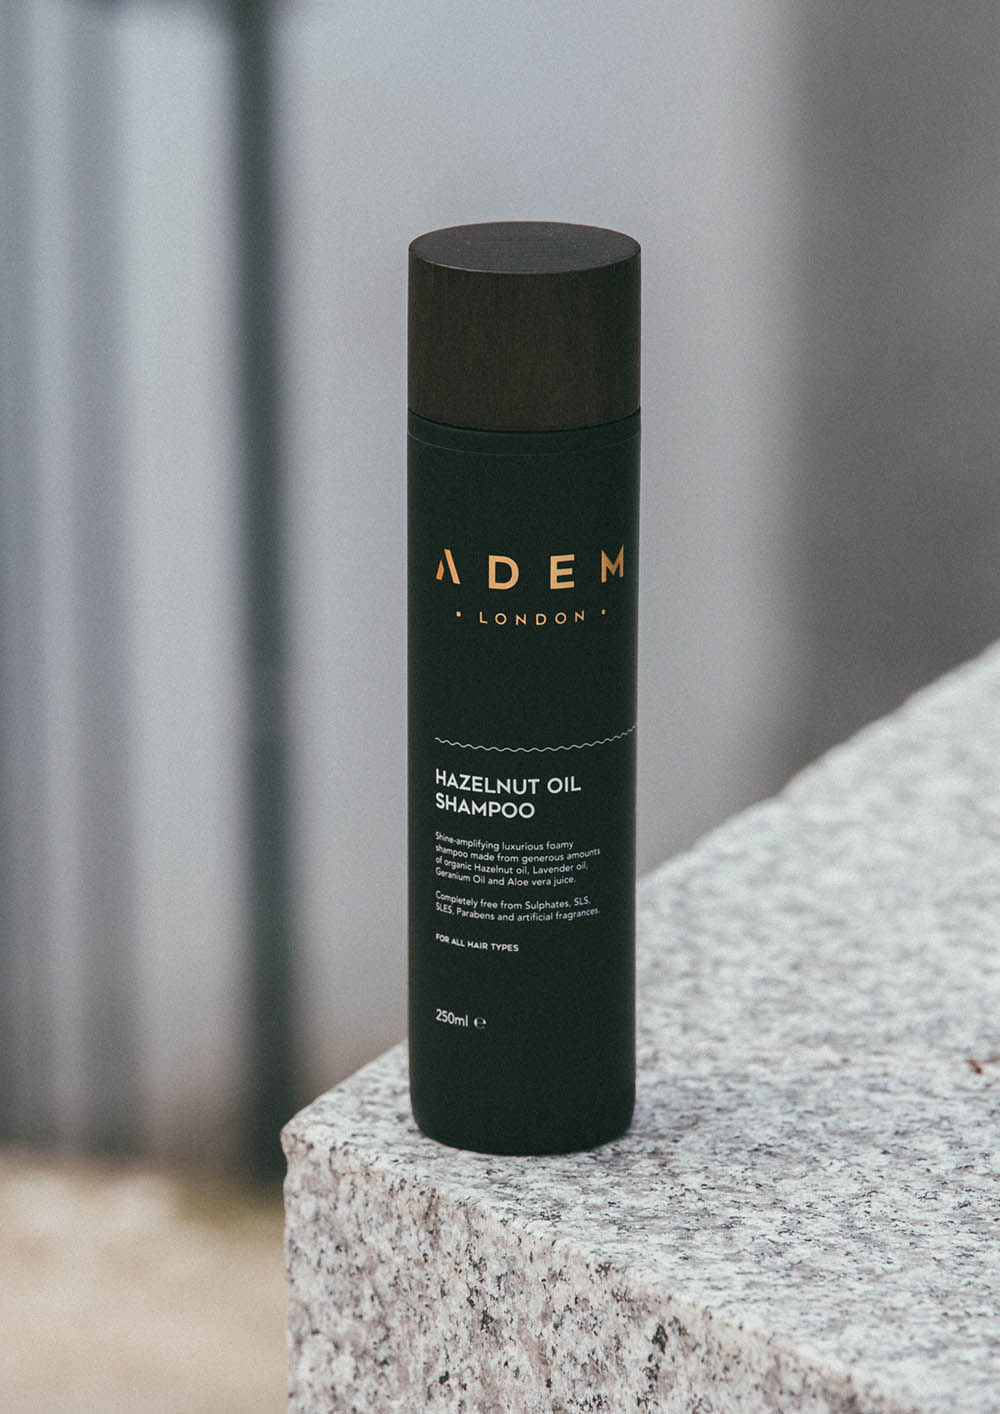 ADEM
• LONDON •
HAZELNUT OIL
SHAMPOO
Shine-amplifying luxurious foamy
shampoo made from generous amounts
of organic Hazelnut oil, Lavender oil,
Geranium Oil and Aloe vera juice.
Completely free from Sulphates, SLS,
SLES, Parabens and artificial fragrances.
FOR ALL HAIR TYPES
250ml ℮